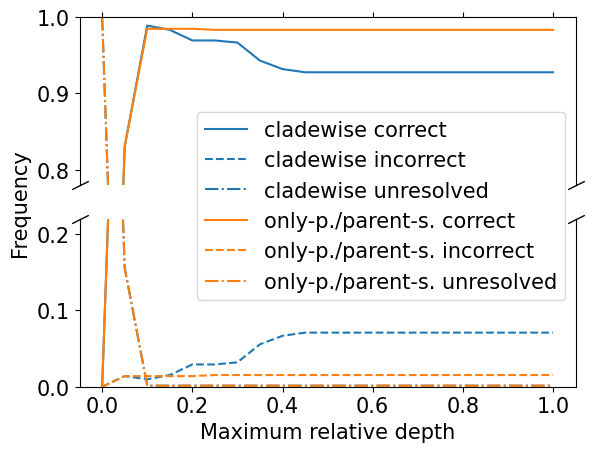 1.0
0.9
0.8
Frequency
0.2
0.1
0.0
cladewise correct
cladewise incorrect
cladewise unresolved
only-p./parent-s. correct
only-p./parent-s. incorrect
only-p./parent-s. unresolved
0.0 0.2 0.4 0.6 0.8 1.0
Maximum relative depth